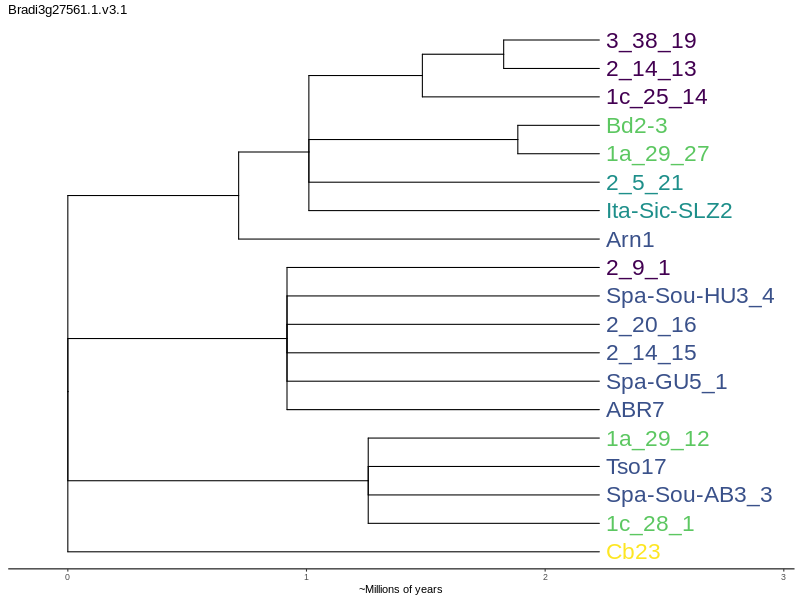 Bradi3g27561.1.v3.1
3_38_19
2_14_13
1c_25_14
Bd2-3
1a_29_27
2_5_21
Ita-Sic-SLZ2
Arn1
2_9_1
Spa-Sou-HU3_4
2_20_16
2_14_15
Spa-GU5_1
ABR7
1a_29_12
Tso17
Spa-Sou-AB3_3
1c_28_1
Cb23
0 1 2 3
~Millions of years